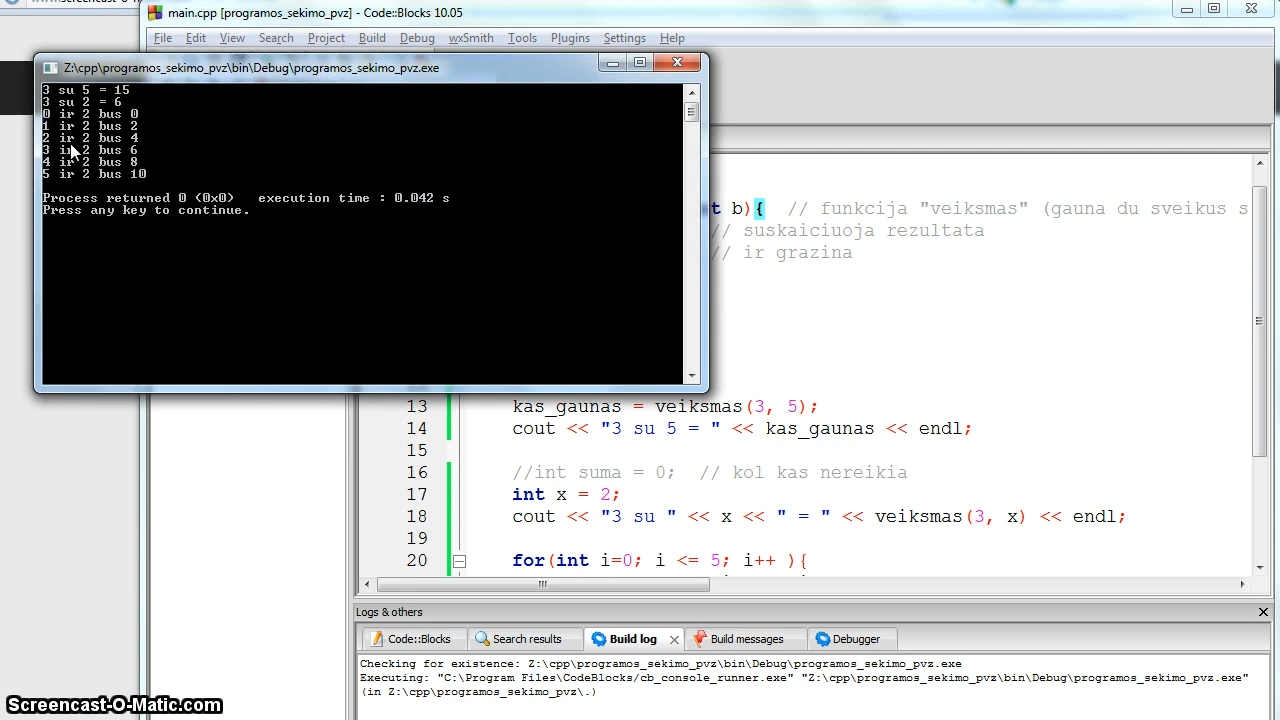 main.cpp [programos_sekimo_pvz] - Code::Blocks 10.05
File Edit View Search Project Build Debug wxSmith Tools Plugins Settings Help
Z:\cpp\programos_sekimo_pvz\bin\Debug\programos_sekimo_pvz.exe
3 su 5 = 15
3 su 2 = 6
0 ir 2 bus 0
1 ir 2 bus 2
2 ir 2 bus 4
3 ir 2 bus 6
4 ir 2 bus 8
5 ir 2 bus 10
Process returned 0 (0x0)   execution time : 0.042 s
Press any key to continue.
t b){  // funkcija "veiksmas" (gauna du sveikus s
// suskaiciuoja rezultata
// ir grazina
13 kas_gaunas = veiksmas(3, 5);
14 cout << "3 su 5 = " << kas_gaunas << endl;
15
16 //int suma = 0;  // kol kas nereikia
17 int x = 2;
18 cout << "3 su " << x << " = " << veiksmas(3, x) << endl;
19
20 for(int i=0; i <= 5; i++ ){
Logs & others
Code::Blocks Search results Build log Build messages Debugger
Checking for existence: Z:\cpp\programos_sekimo_pvz\bin\Debug\programos_sekimo_pvz.exe
Executing: "C:\Program Files\CodeBlocks/cb_console_runner.exe" "Z:\cpp\programos_sekimo_pvz\bin\Debug\programos_sekimo_pvz.exe"
(in Z:\cpp\programos_sekimo_pvz\.)
Screencast-O-Matic.com